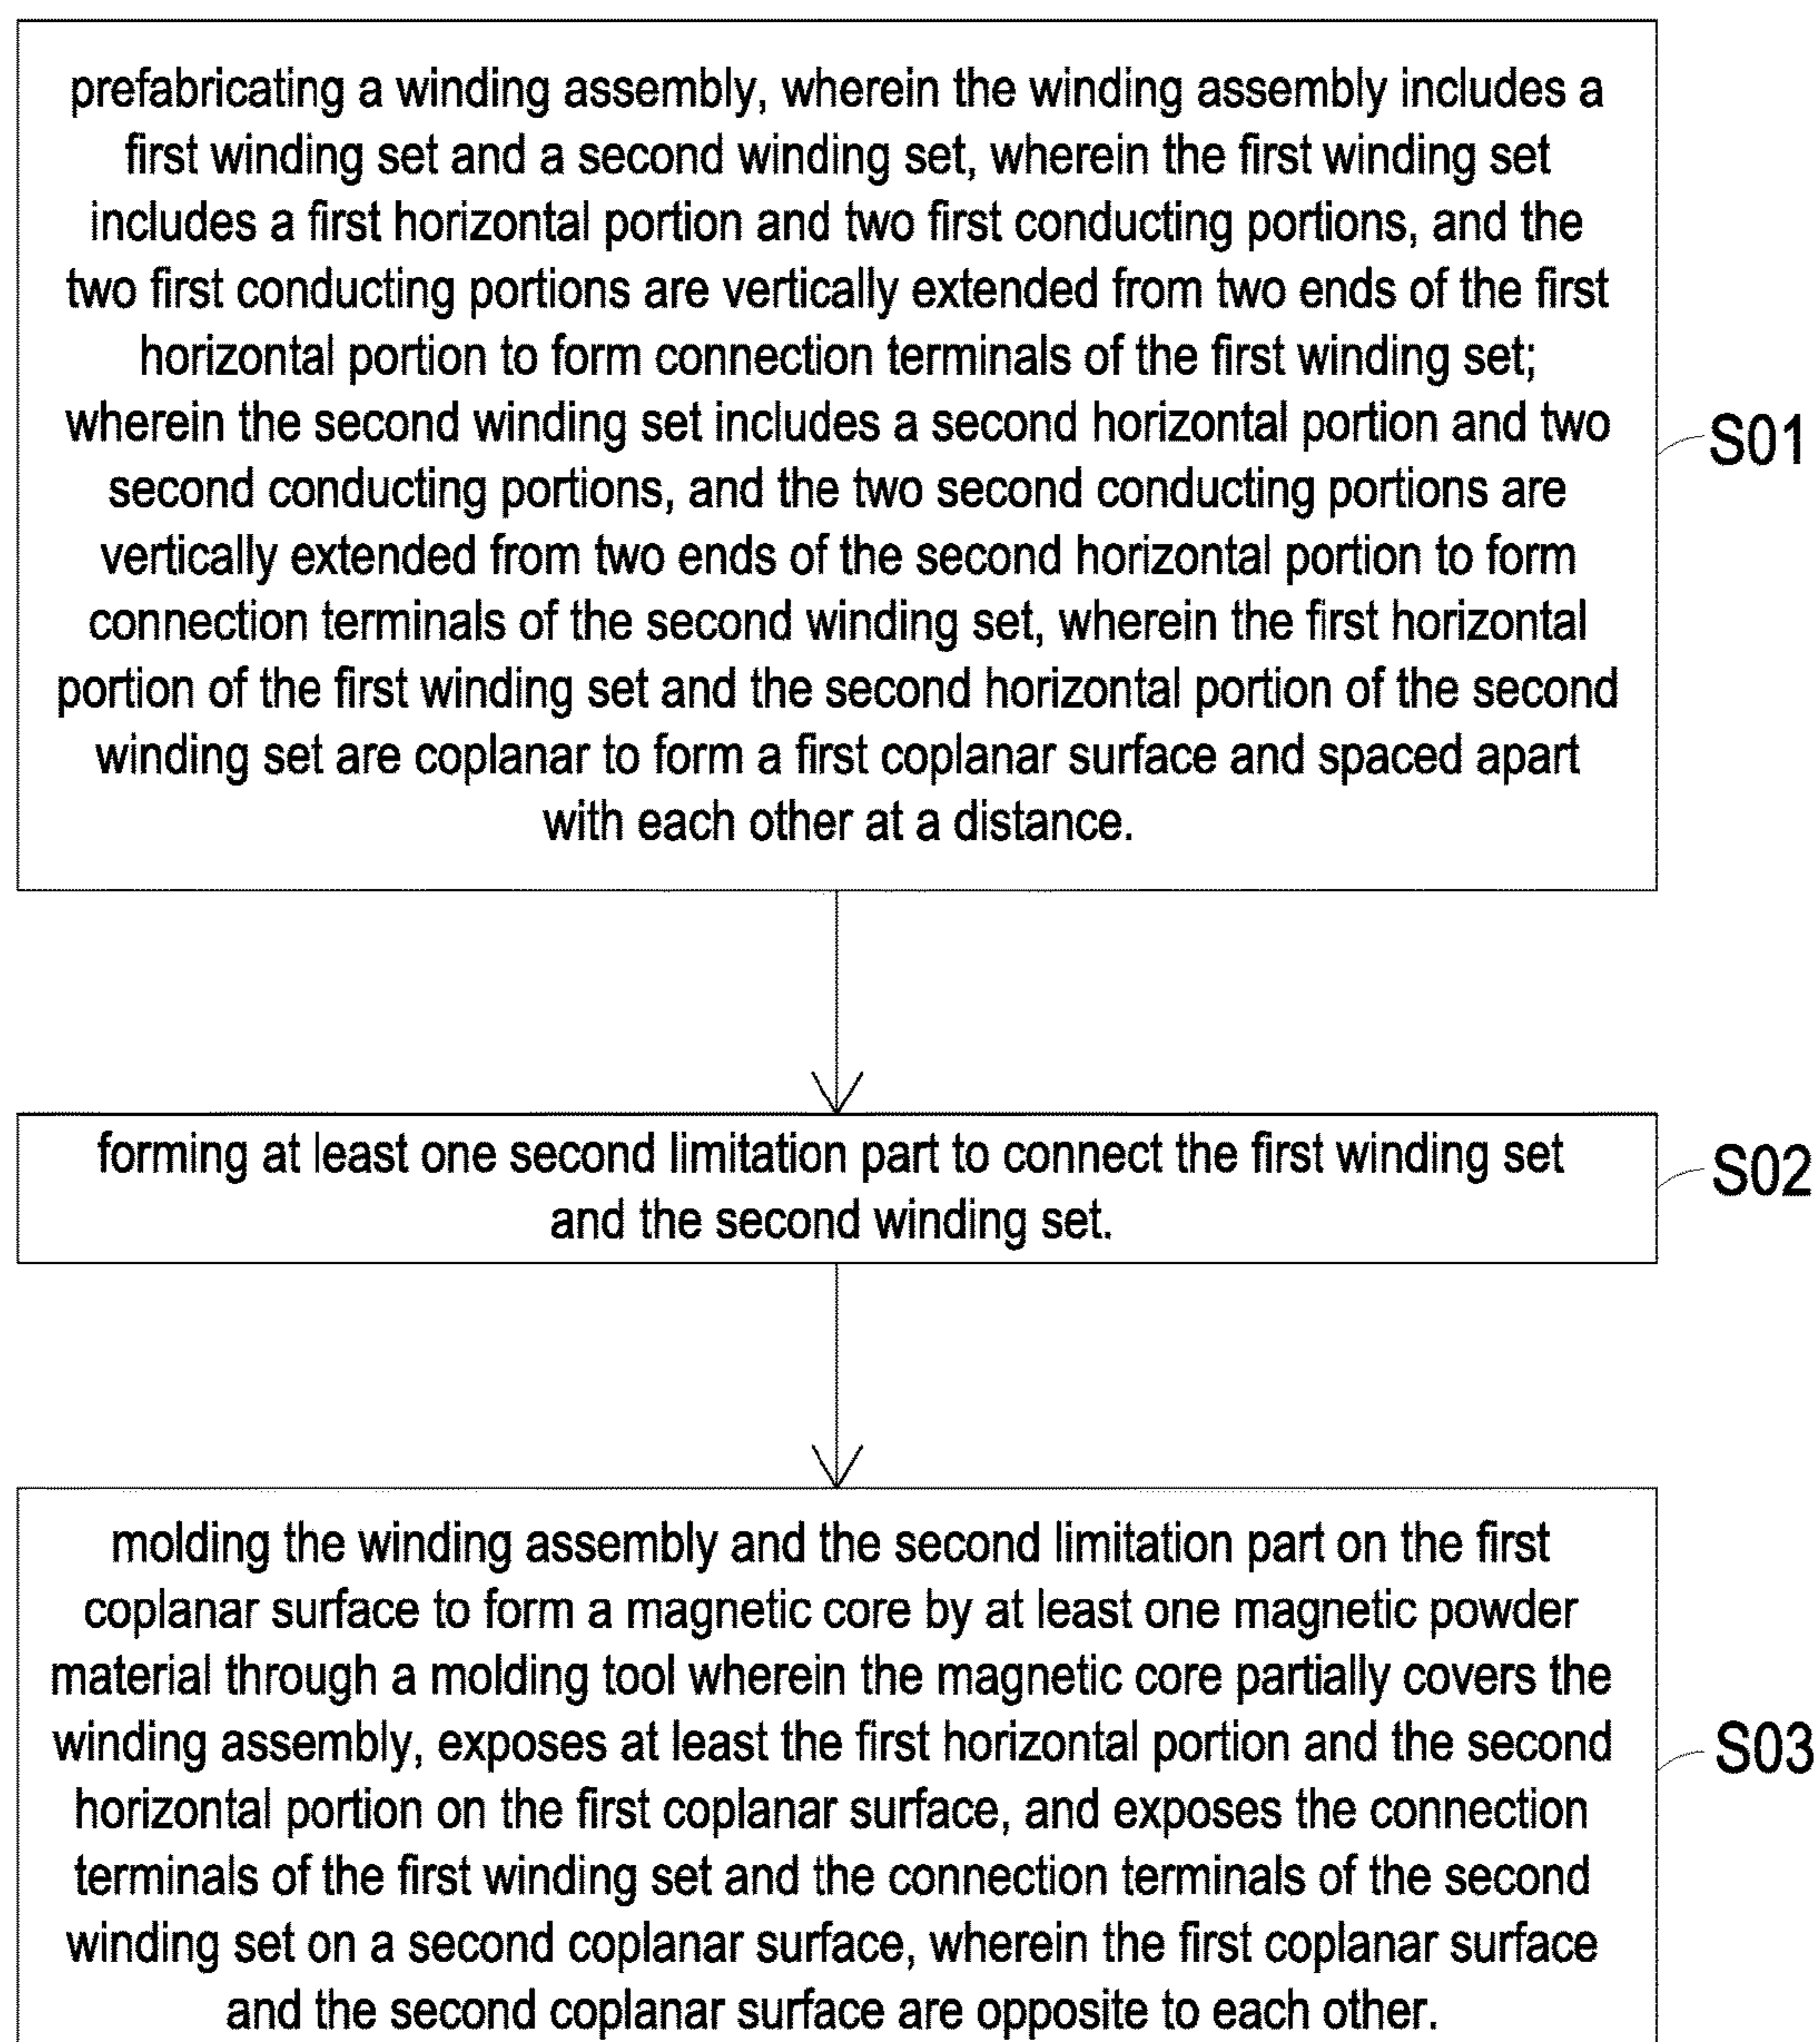 prefabricating a winding assembly, wherein the winding assembly includes a
first winding set and a second winding set, wherein the first winding set
includes a first horizontal portion and two first conducting portions, and the
two first conducting portions are vertically extended from two ends of the first
horizontal portion to form connection terminals of the first winding set;
wherein the second winding set includes a second horizontal portion and two
second conducting portions, and the two second conducting portions are
vertically extended from two ends of the second horizontal portion to form
connection terminals of the second winding set, wherein the first horizontal
portion of the first winding set and the second horizontal portion of the second
winding set are coplanar to form a first coplanar surface and spaced apart
with each other at a distance.
S01
forming at least one second limitation part to connect the first winding set
and the second winding set.
S02
molding the winding assembly and the second limitation part on the first
coplanar surface to form a magnetic core by at least one magnetic powder
material through a molding tool wherein the magnetic core partially covers the
winding assembly, exposes at least the first horizontal portion and the second
horizontal portion on the first coplanar surface, and exposes the connection
terminals of the first winding set and the connection terminals of the second
winding set on a second coplanar surface, wherein the first coplanar surface
and the second coplanar surface are opposite to each other.
S03